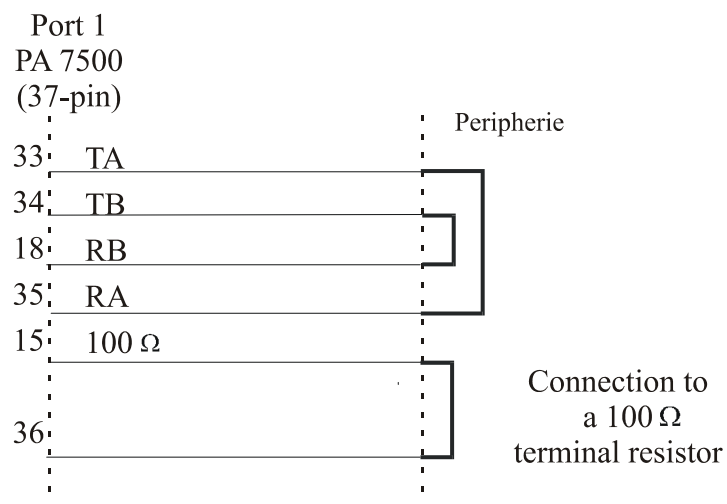 Port 1
PA 7500
(37-pin)
Peripherie
33 TA
34 TB
18 RB
35 RA
15 100 Ω
36
Connection to
a 100 Ω
terminal resistor